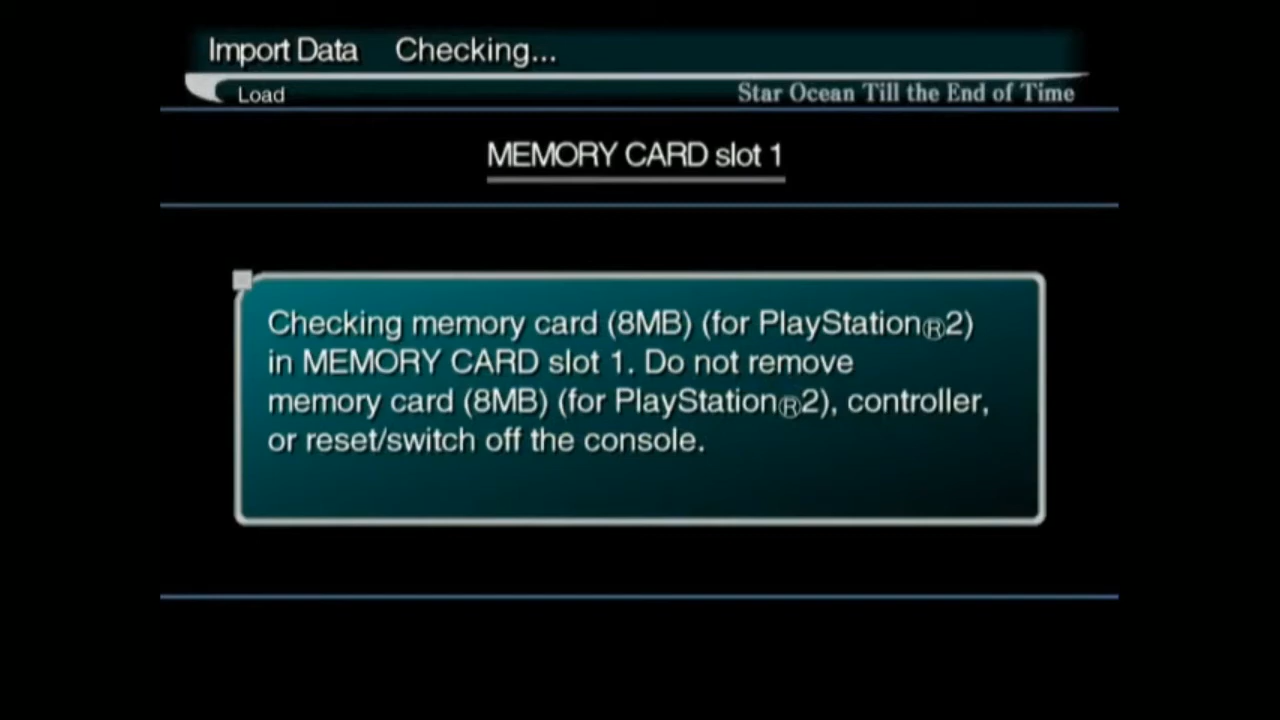 Import Data Checking...
Load Star Ocean Till the End of Time
MEMORY CARD slot 1
Checking memory card (8MB) (for PlayStation®2)
in MEMORY CARD slot 1. Do not remove
memory card (8MB) (for PlayStation®2), controller,
or reset/switch off the console.